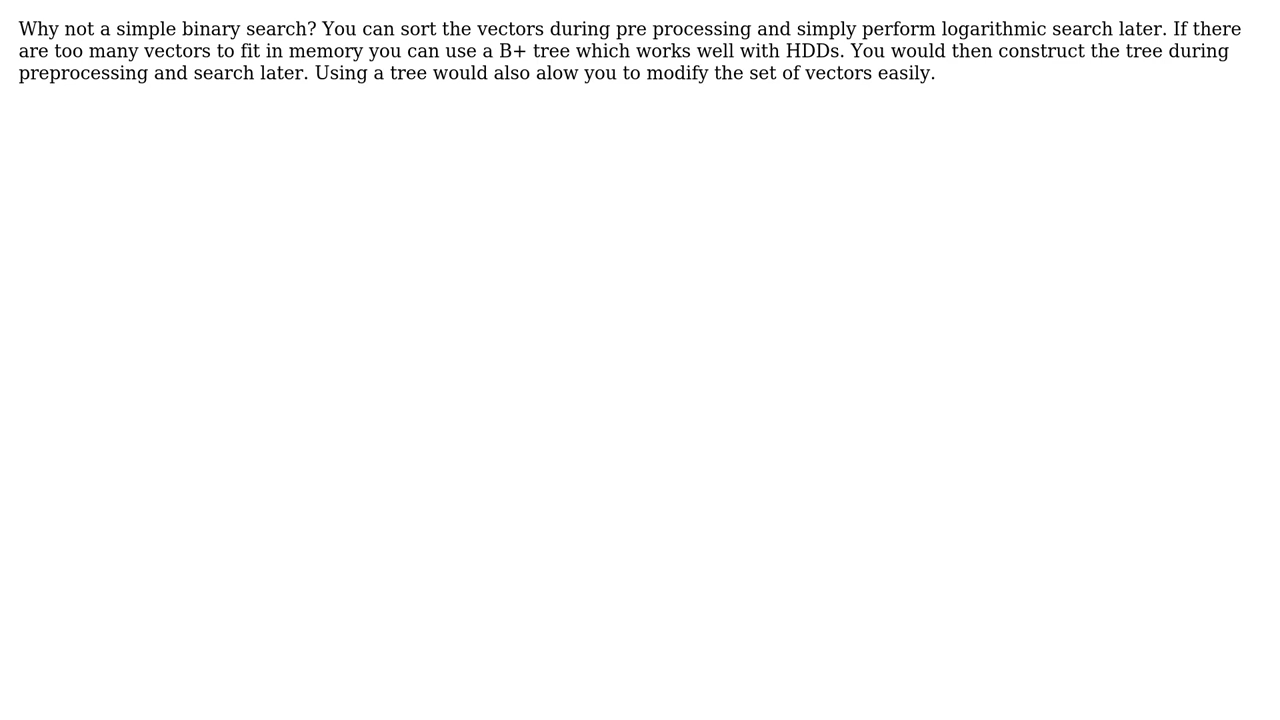 Why not a simple binary search? You can sort the vectors during pre processing and simply perform logarithmic search later. If there
are too many vectors to fit in memory you can use a B+ tree which works well with HDDs. You would then construct the tree during
preprocessing and search later. Using a tree would also alow you to modify the set of vectors easily.